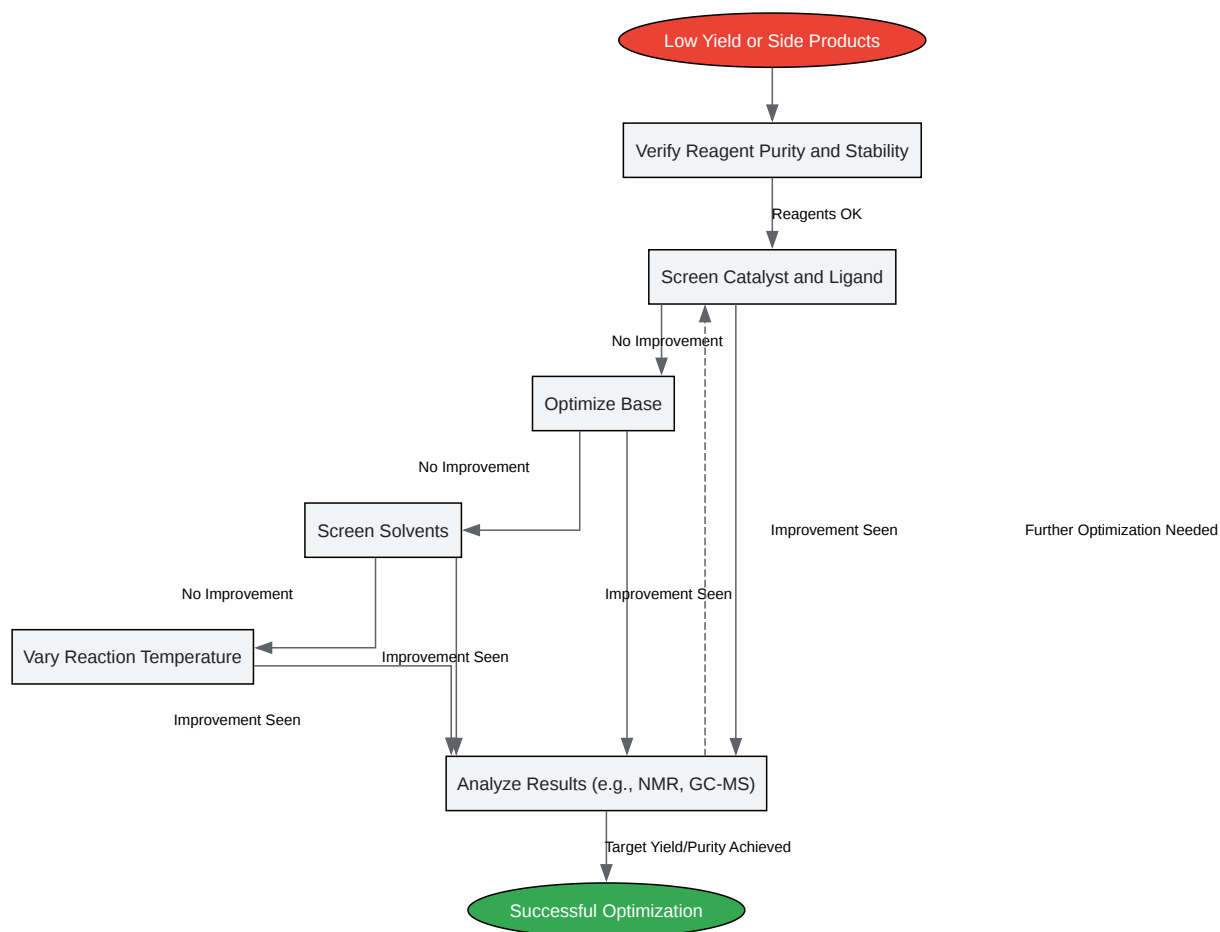 Low Yield or Side Products
Verify Reagent Purity and Stability
Reagents OK
Screen Catalyst and Ligand
No Improvement
Optimize Base
No Improvement
Screen Solvents
Improvement Seen
Further Optimization Needed
No Improvement
Improvement Seen
Vary Reaction Temperature
Improvement Seen
Improvement Seen
Analyze Results (e.g., NMR, GC-MS)
Target Yield/Purity Achieved
Successful Optimization